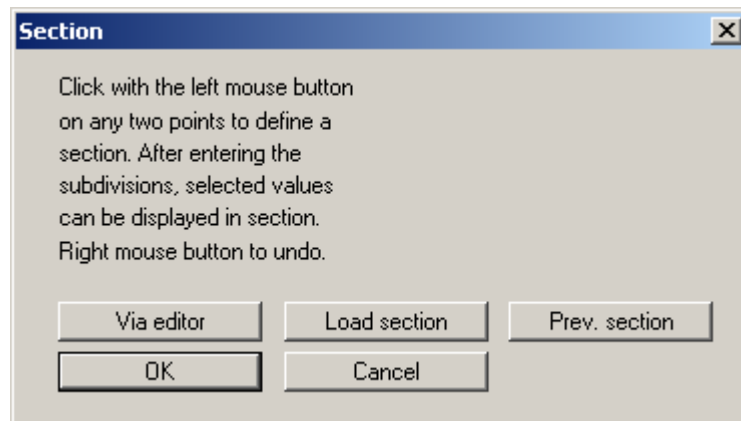 Section
Click with the left mouse button
on any two points to define a
section. After entering the
subdivisions, selected values
can be displayed in section.
Right mouse button to undo.
Via editor Load section Prev. section
OK Cancel